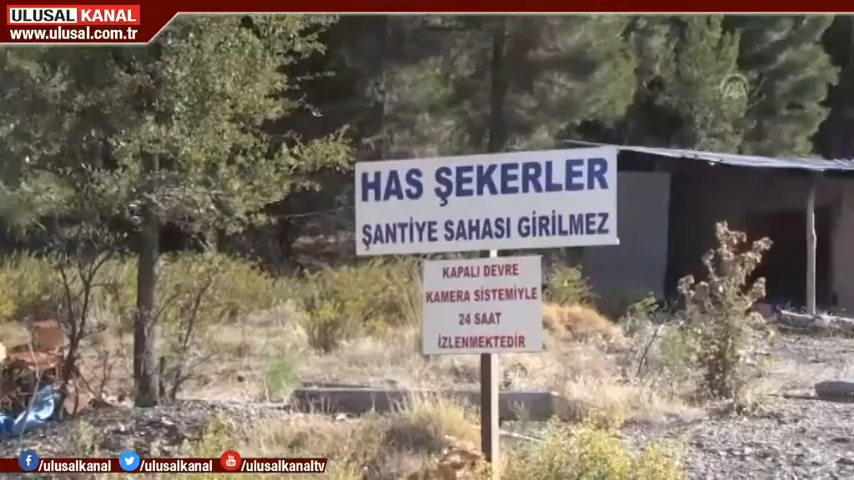 ULUSAL KANAL
www.ulusal.com.tr
HAS ŞEKERLER
ŞANTİYE SAHASI GİRİLMEZ
KAPALI DEVRE
KAMERA SİSTEMİYLE
24 SAAT
İZLENMEKTEDİR
/ulusalkanal /ulusalkanal /ulusalkanaltv